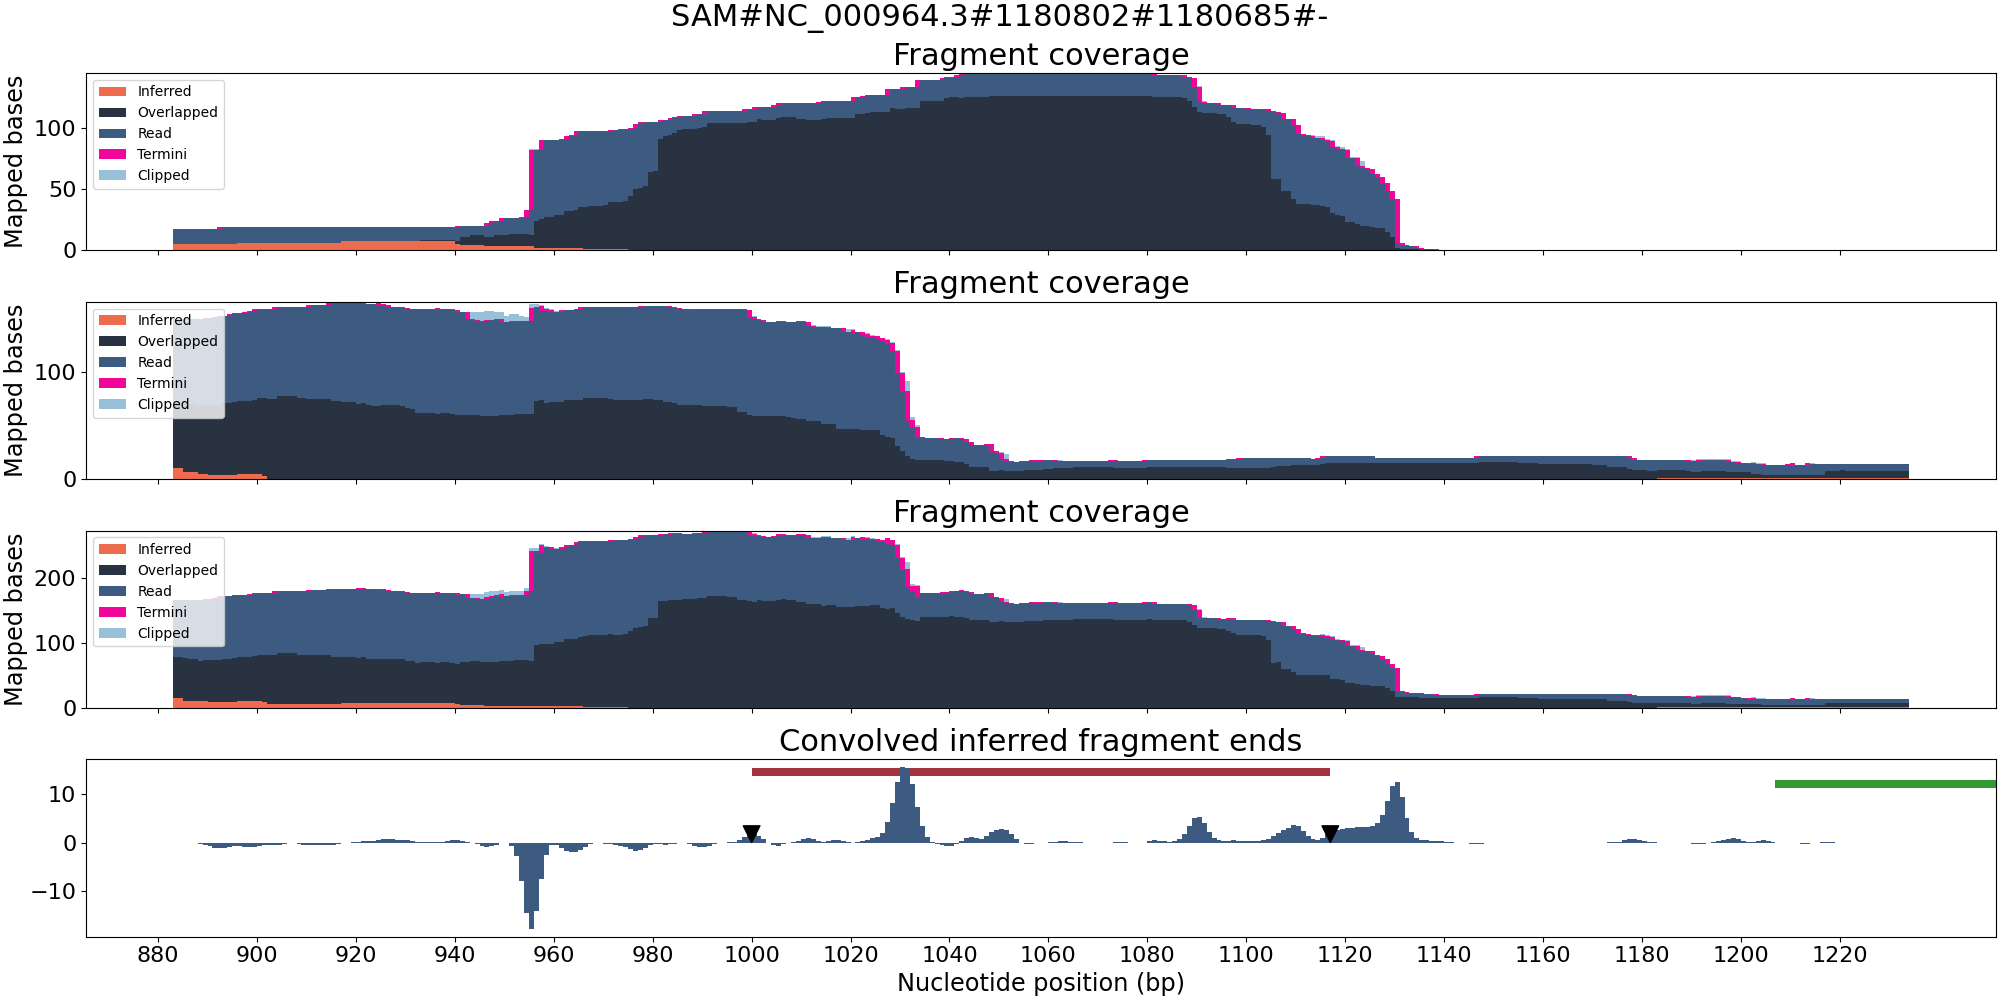 SAM#NC_000964.3#1180802#1180685#-
Fragment coverage
Mapped bases
100
50
0
Inferred
Overlapped
Read
Termini
Clipped
Fragment coverage
Mapped bases
100
0
Inferred
Overlapped
Read
Termini
Clipped
Fragment coverage
Mapped bases
200
100
0
Inferred
Overlapped
Read
Termini
Clipped
Convolved inferred fragment ends
10
0
−10
880 900 920 940 960 980 1000 1020 1040 1060 1080 1100 1120 1140 1160 1180 1200 1220
Nucleotide position (bp)